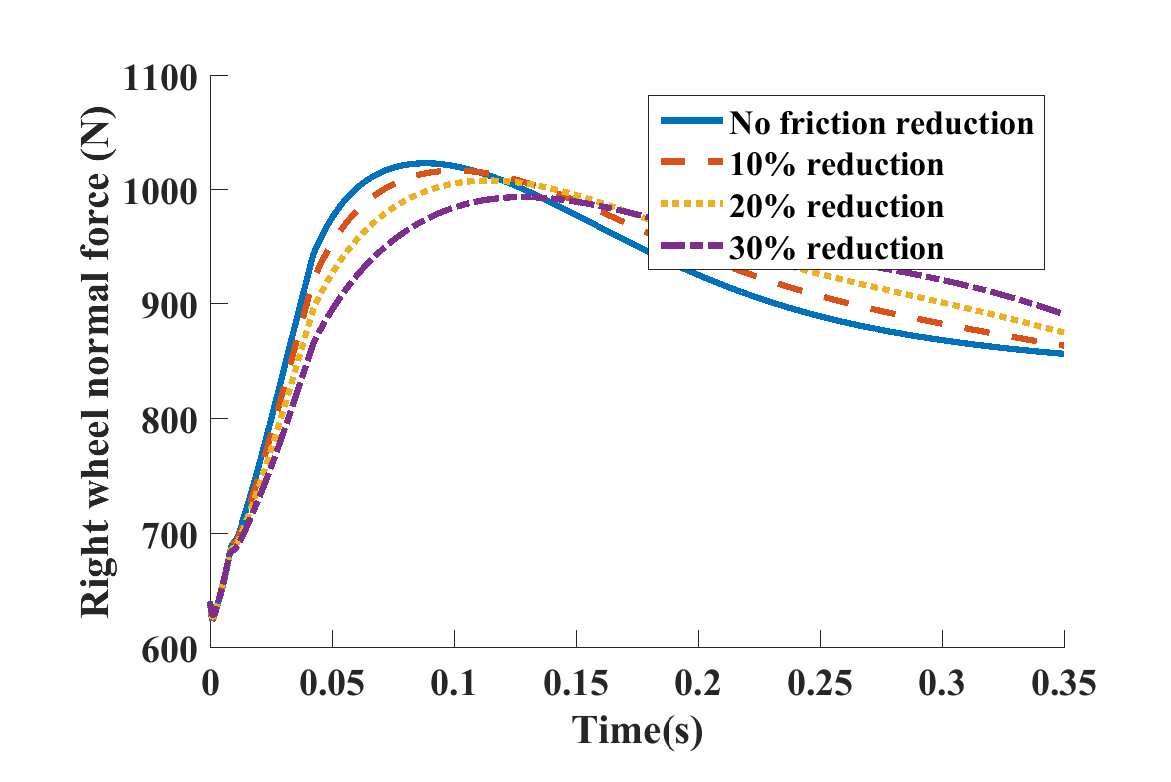 1100
1000
900
800
700
600
Right wheel normal force (N)
No friction reduction
10% reduction
20% reduction
30% reduction
0 0.05 0.1 0.15 0.2 0.25 0.3 0.35
Time(s)